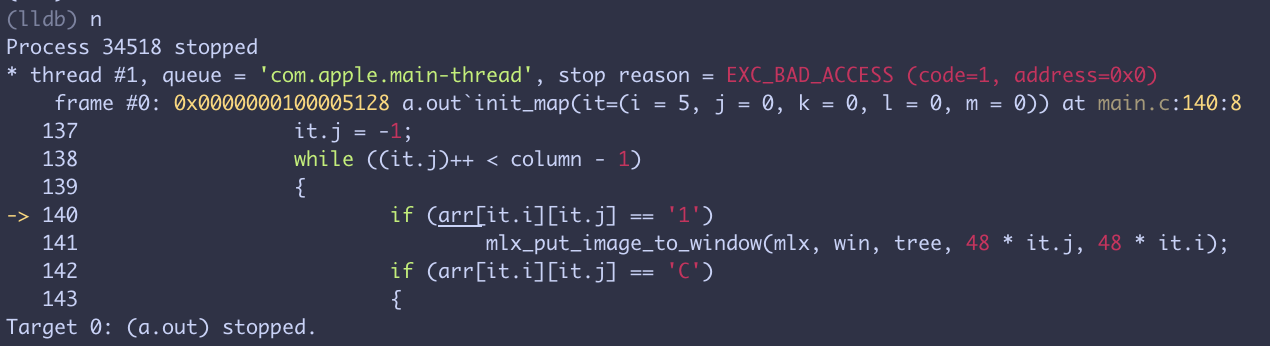 (lldb) n
Process 34518 stopped
* thread #1, queue = 'com.apple.main-thread', stop reason = EXC_BAD_ACCESS (code=1, address=0x0)
    frame #0: 0x0000000100005128 a.out`init_map(it=(i = 5, j = 0, k = 0, l = 0, m = 0)) at main.c:140:8
   137                  it.j = -1;
   138                  while ((it.j)++ < column - 1)
   139                  {
-> 140                          if (arr[it.i][it.j] == '1')
   141                                  mlx_put_image_to_window(mlx, win, tree, 48 * it.j, 48 * it.i);
   142                          if (arr[it.i][it.j] == 'C')
   143                          {
Target 0: (a.out) stopped.